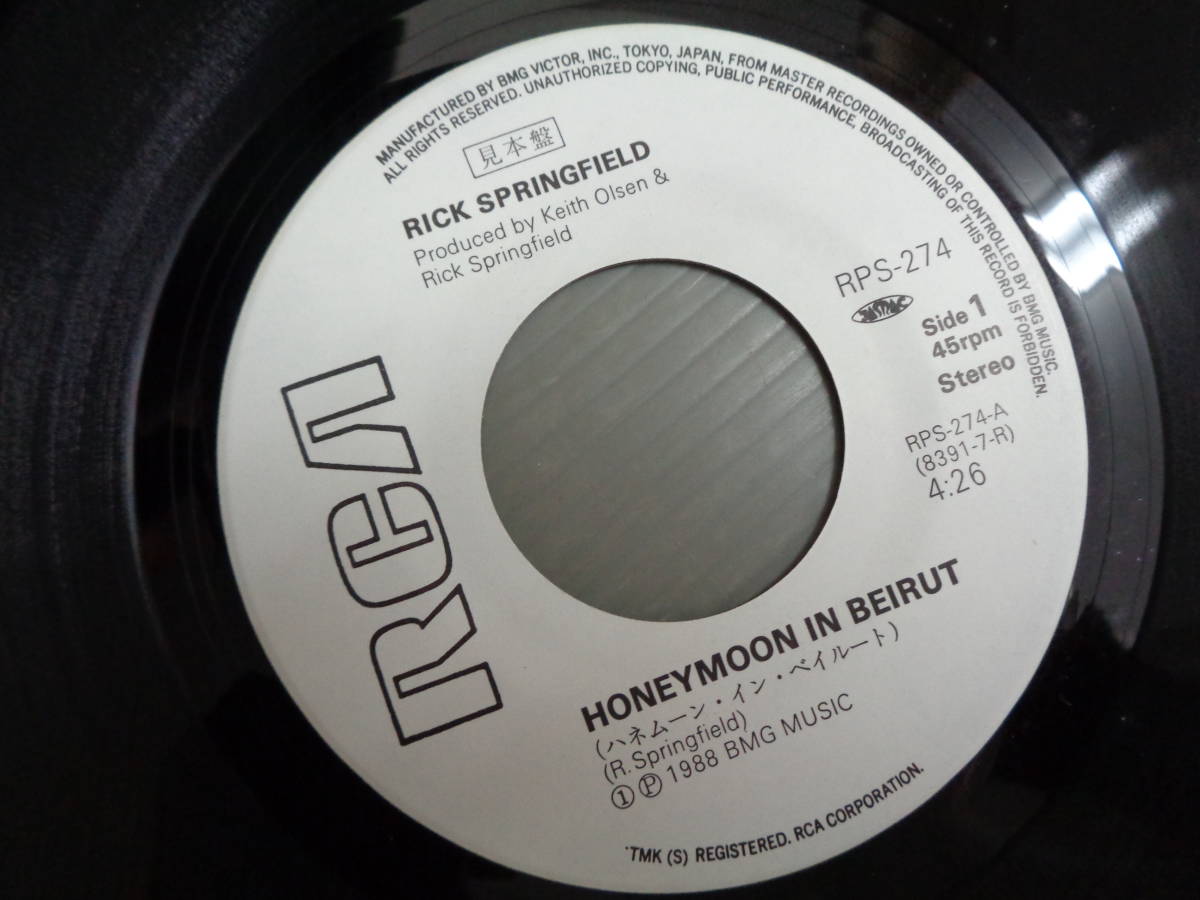 MANUFACTURED BY BMG VICTOR, INC., TOKYO, JAPAN, FROM MASTER RECORDINGS OWNED OR CONTROLLED BY BMG MUSIC.
ALL RIGHTS RESERVED. UNAUTHORIZED COPYING, PUBLIC PERFORMANCE, BROADCASTING OF THIS RECORD IS FORBIDDEN.
見本盤
RICK SPRINGFIELD
Produced by Keith Olsen &
Rick Springfield
RPS-274
Side 1
45rpm
Stereo
RPS-274-A
(8391-7-R)
4:26
RCA
HONEYMOON IN BEIRUT
(ハネムーン・イン・ベイルート)
(R. Springfield)
① Ⓟ 1988 BMG MUSIC
*TMK (S) REGISTERED. RCA CORPORATION.